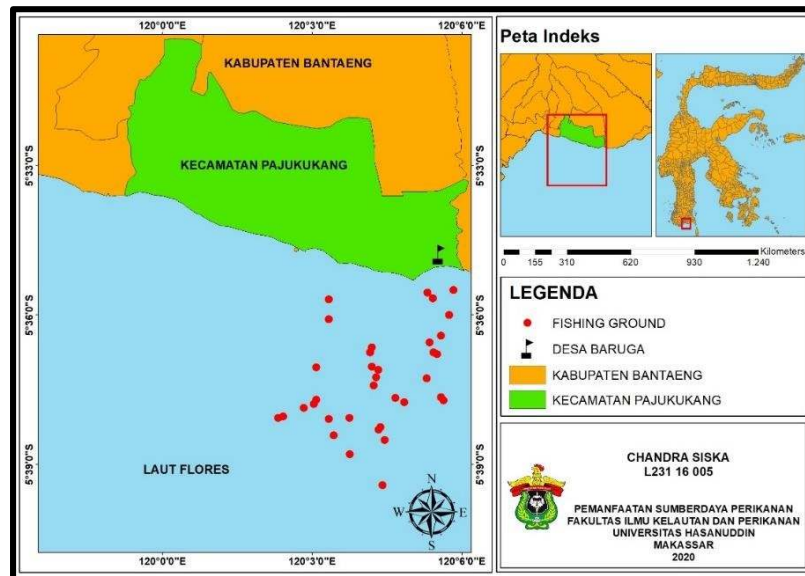 120°0'0"E
120°3'0"E
120°6'0"E
KABUPATEN BANTAENG
KECAMATAN PAJUKUKANG
5°33'0"S
5°33'0"S
5°36'0"S
5°36'0"S
5°39'0"S
5°39'0"S
LAUT FLORES
N
W
E
S
120°0'0"E
120°3'0"E
120°6'0"E
Peta Indeks
Kilometers
0 155 310 620 930 1.240
LEGENDA
FISHING GROUND
DESA BARUGA
KABUPATEN BANTAENG
KECAMATAN PAJUKUKANG
CHANDRA SISKA
L231 16 005
PEMANFAATAN SUMBERDAYA PERIKANAN
FAKULTAS ILMU KELAUTAN DAN PERIKANAN
UNIVERSITAS HASANUDDIN
MAKASSAR
2020